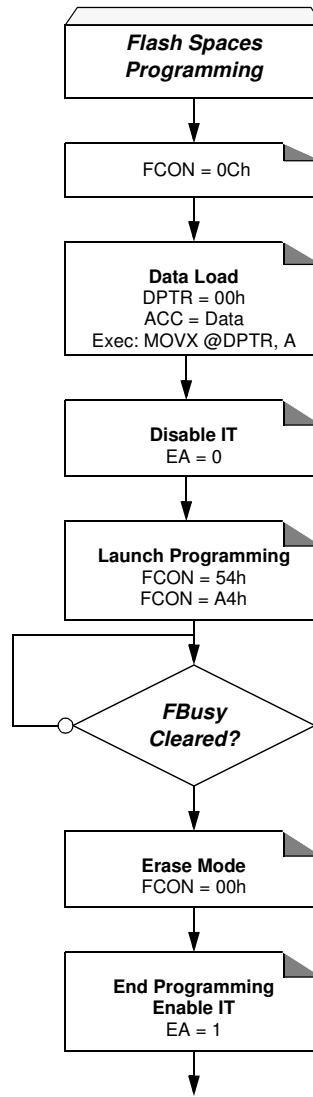 Flash Spaces
Programming
FCON = 0Ch
Data Load
DPTR = 00h
ACC = Data
Exec: MOVX @DPTR, A
Disable IT
EA = 0
Launch Programming
FCON = 54h
FCON = A4h
FBusy
Cleared?
Erase Mode
FCON = 00h
End Programming
Enable IT
EA = 1